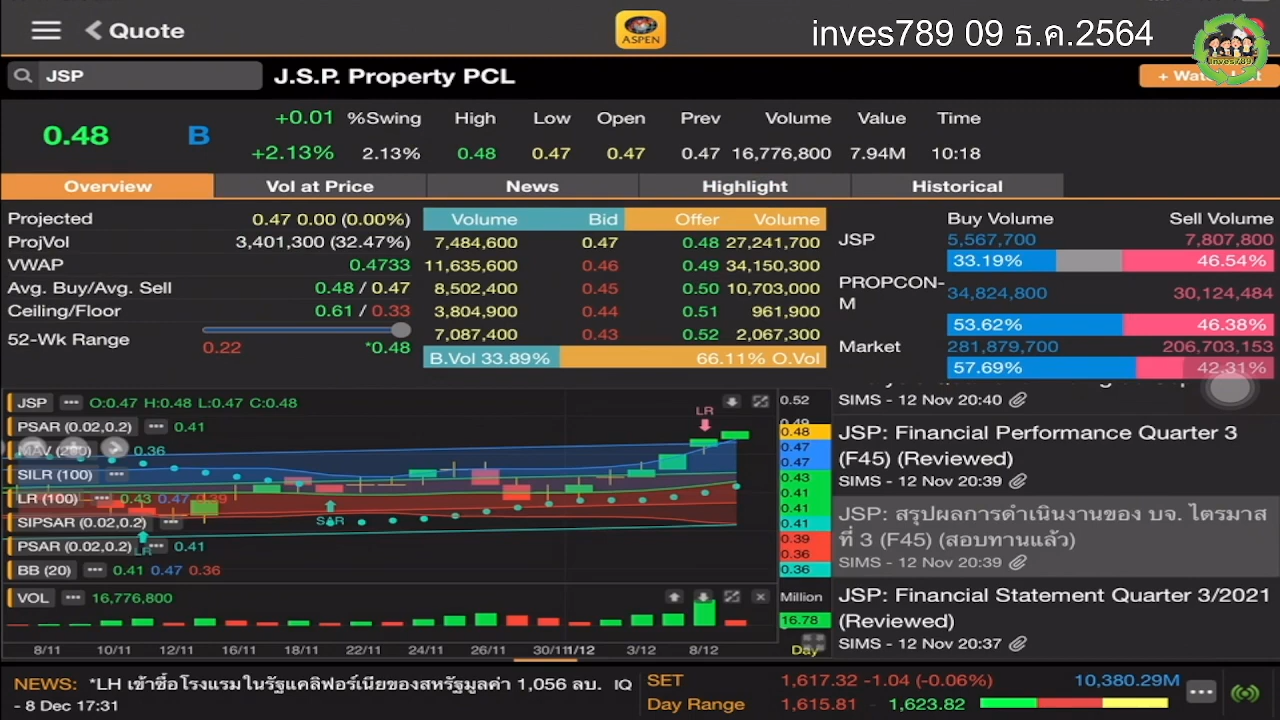 Quote
ASPEN
inves789 09 ธ.ค.2564
inves789
JSP
J.S.P. Property PCL
0.48
B
+0.01 %Swing High Low Open Prev Volume Value Time
+2.13% 2.13% 0.48 0.47 0.47 0.47 16,776,800 7.94M 10:18
Overview Vol at Price News Highlight Historical
Projected 0.47 0.00 (0.00%)
ProjVol 3,401,300 (32.47%)
VWAP 0.4733
Avg. Buy/Avg. Sell 0.48 / 0.47
Ceiling/Floor 0.61 / 0.33
52-Wk Range
0.22 *0.48
Volume Bid Offer Volume
7,484,600 0.47 0.48 27,241,700
11,635,600 0.46 0.49 34,150,300
8,502,400 0.45 0.50 10,703,000
3,804,900 0.44 0.51 961,900
7,087,400 0.43 0.52 2,067,300
B.Vol 33.89% 66.11% O.Vol
Buy Volume Sell Volume
JSP 5,567,700 7,807,800
33.19% 46.54%
PROPCON-M 34,824,800 30,124,484
53.62% 46.38%
Market 281,879,700 206,703,153
57.69% 42.31%
JSP O:0.47 H:0.48 L:0.47 C:0.48
PSAR (0.02,0.2) 0.41
0.36
SILR (100)
LR (100) 0.43 0.47 0.39
SIPSAR (0.02,0.2)
PSAR (0.02,0.2) 0.41
BB (20) 0.41 0.47 0.36
LR
SAR
LR
0.52
0.48
0.47
0.47
0.43
0.41
0.41
0.41
0.39
0.36
0.36
VOL 16,776,800
Million
16.78
8/11 10/11 12/11 16/11 18/11 22/11 24/11 26/11 30/11 1/12 3/12 8/12
Day
SIMS - 12 Nov 20:40
JSP: Financial Performance Quarter 3
(F45) (Reviewed)
SIMS - 12 Nov 20:39
JSP: สรุปผลการดำเนินงานของ บจ. ไตรมาส
ที่ 3 (F45) (สอบทานแล้ว)
SIMS - 12 Nov 20:39
JSP: Financial Statement Quarter 3/2021
(Reviewed)
SIMS - 12 Nov 20:37
NEWS: *LH เข้าซื้อโรงแรมในรัฐแคลิฟอร์เนียของสหรัฐมูลค่า 1,056 ลบ. IQ
- 8 Dec 17:31
SET 1,617.32 -1.04 (-0.06%) 10,380.29M
Day Range 1,615.81 - 1,623.82